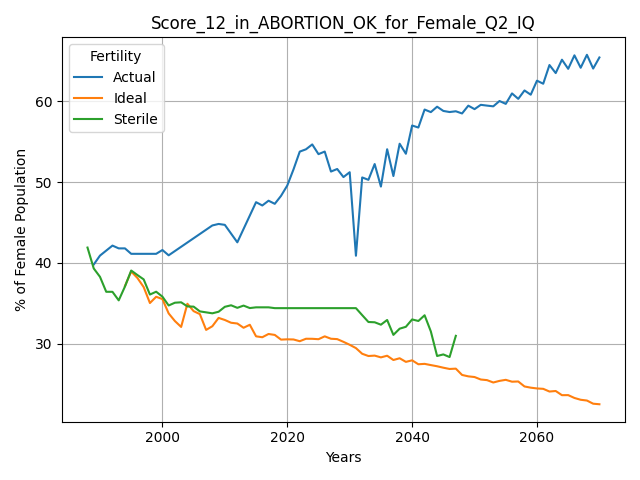 Score_12_in_ABORTION_OK_for_Female_Q2_IQ
Fertility
Actual
Ideal
Sterile
% of Female Population
60
50
40
30
2000
2020
2040
2060
Years